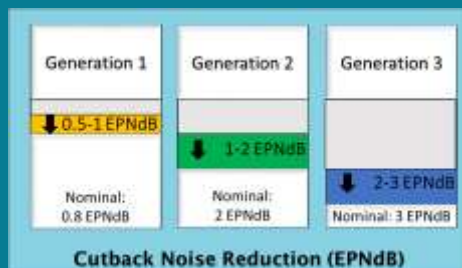 Generation 1
Generation 2
Generation 3
0.5-1 EPNdB
1-2 EPNdB
2-3 EPNdB
Nominal:
0.8 EPNdB
Nominal:
2 EPNdB
Nominal: 3 EPNdB
Cutback Noise Reduction (EPNdB)